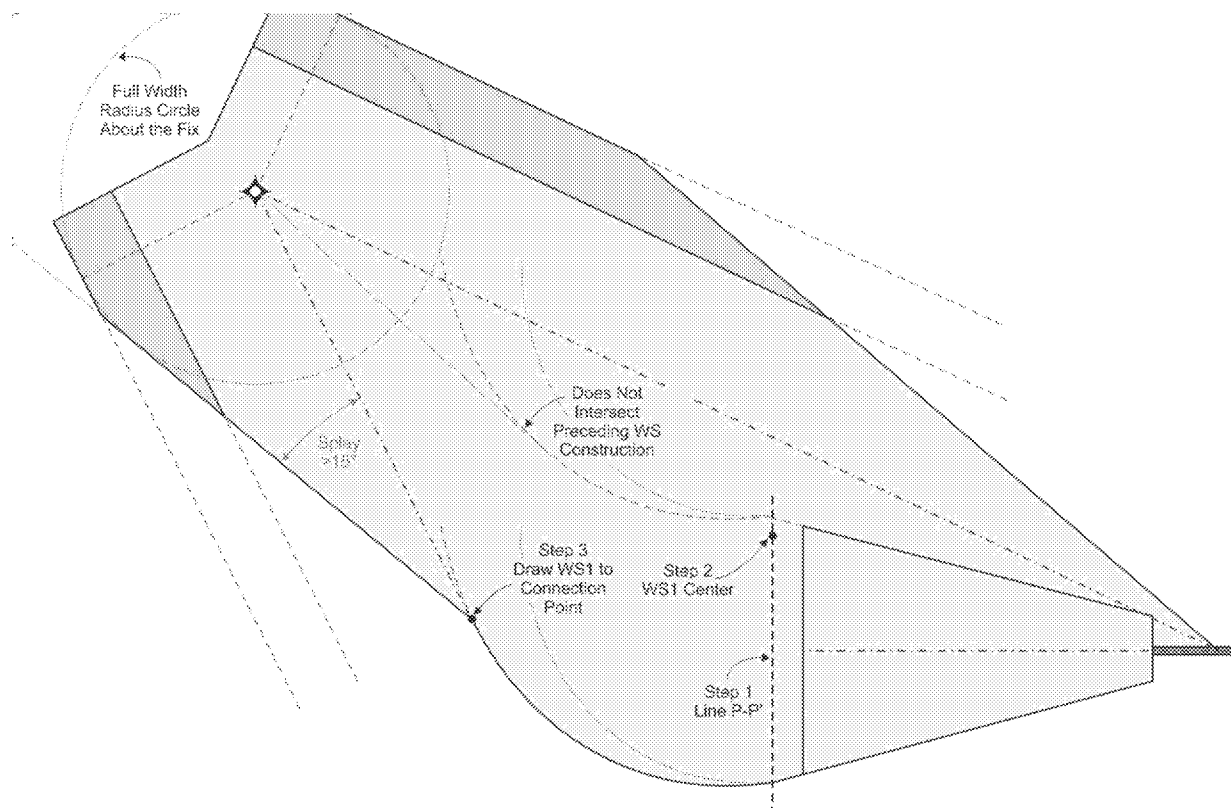 Full Width
Radius Circle
About the Fix
Does Not
Intersect
Preceding WS
Construction
Splay
>15°
Step 3
Draw WS1 to
Connection
Point
Step 2
WS1 Center
Step 1
Line P-P'